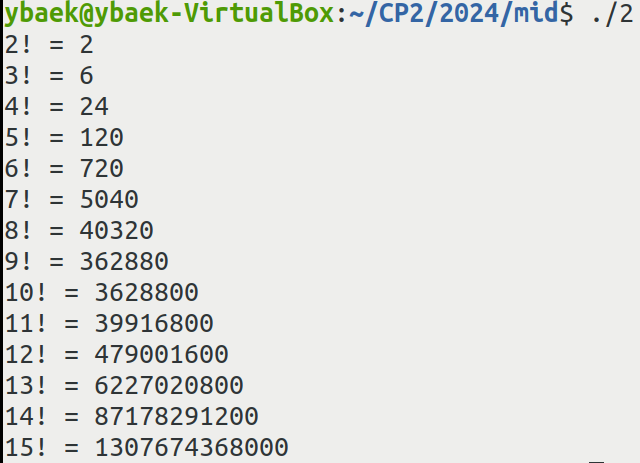 ybaek@ybaek-VirtualBox:~/CP2/2024/mid$ ./2
2! = 2
3! = 6
4! = 24
5! = 120
6! = 720
7! = 5040
8! = 40320
9! = 362880
10! = 3628800
11! = 39916800
12! = 479001600
13! = 6227020800
14! = 87178291200
15! = 1307674368000